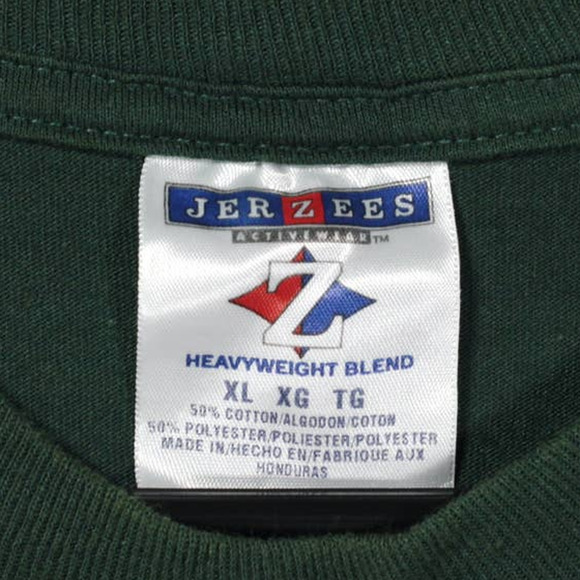 JERZEES
ACTIVEWEAR™
Z
HEAVYWEIGHT BLEND
XL XG TG
50% COTTON/ALGODON/COTON
50% POLYESTER/POLIESTER/POLYESTER
MADE IN/HECHO EN/FABRIQUE AUX
HONDURAS